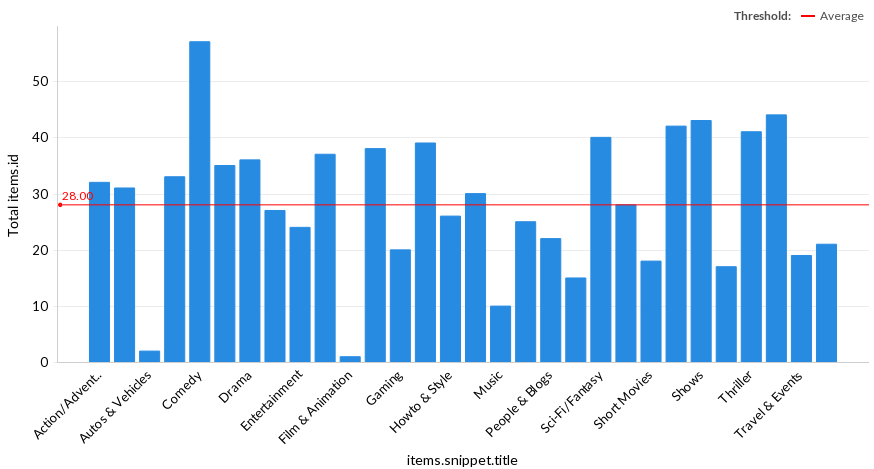 Threshold: Average
Total items.id
50
40
30
20
10
0
28.00
Action/Advent..
Autos & Vehicles
Comedy
Drama
Entertainment
Film & Animation
Gaming
Howto & Style
Music
People & Blogs
Sci-Fi/Fantasy
Short Movies
Shows
Thriller
Travel & Events
items.snippet.title